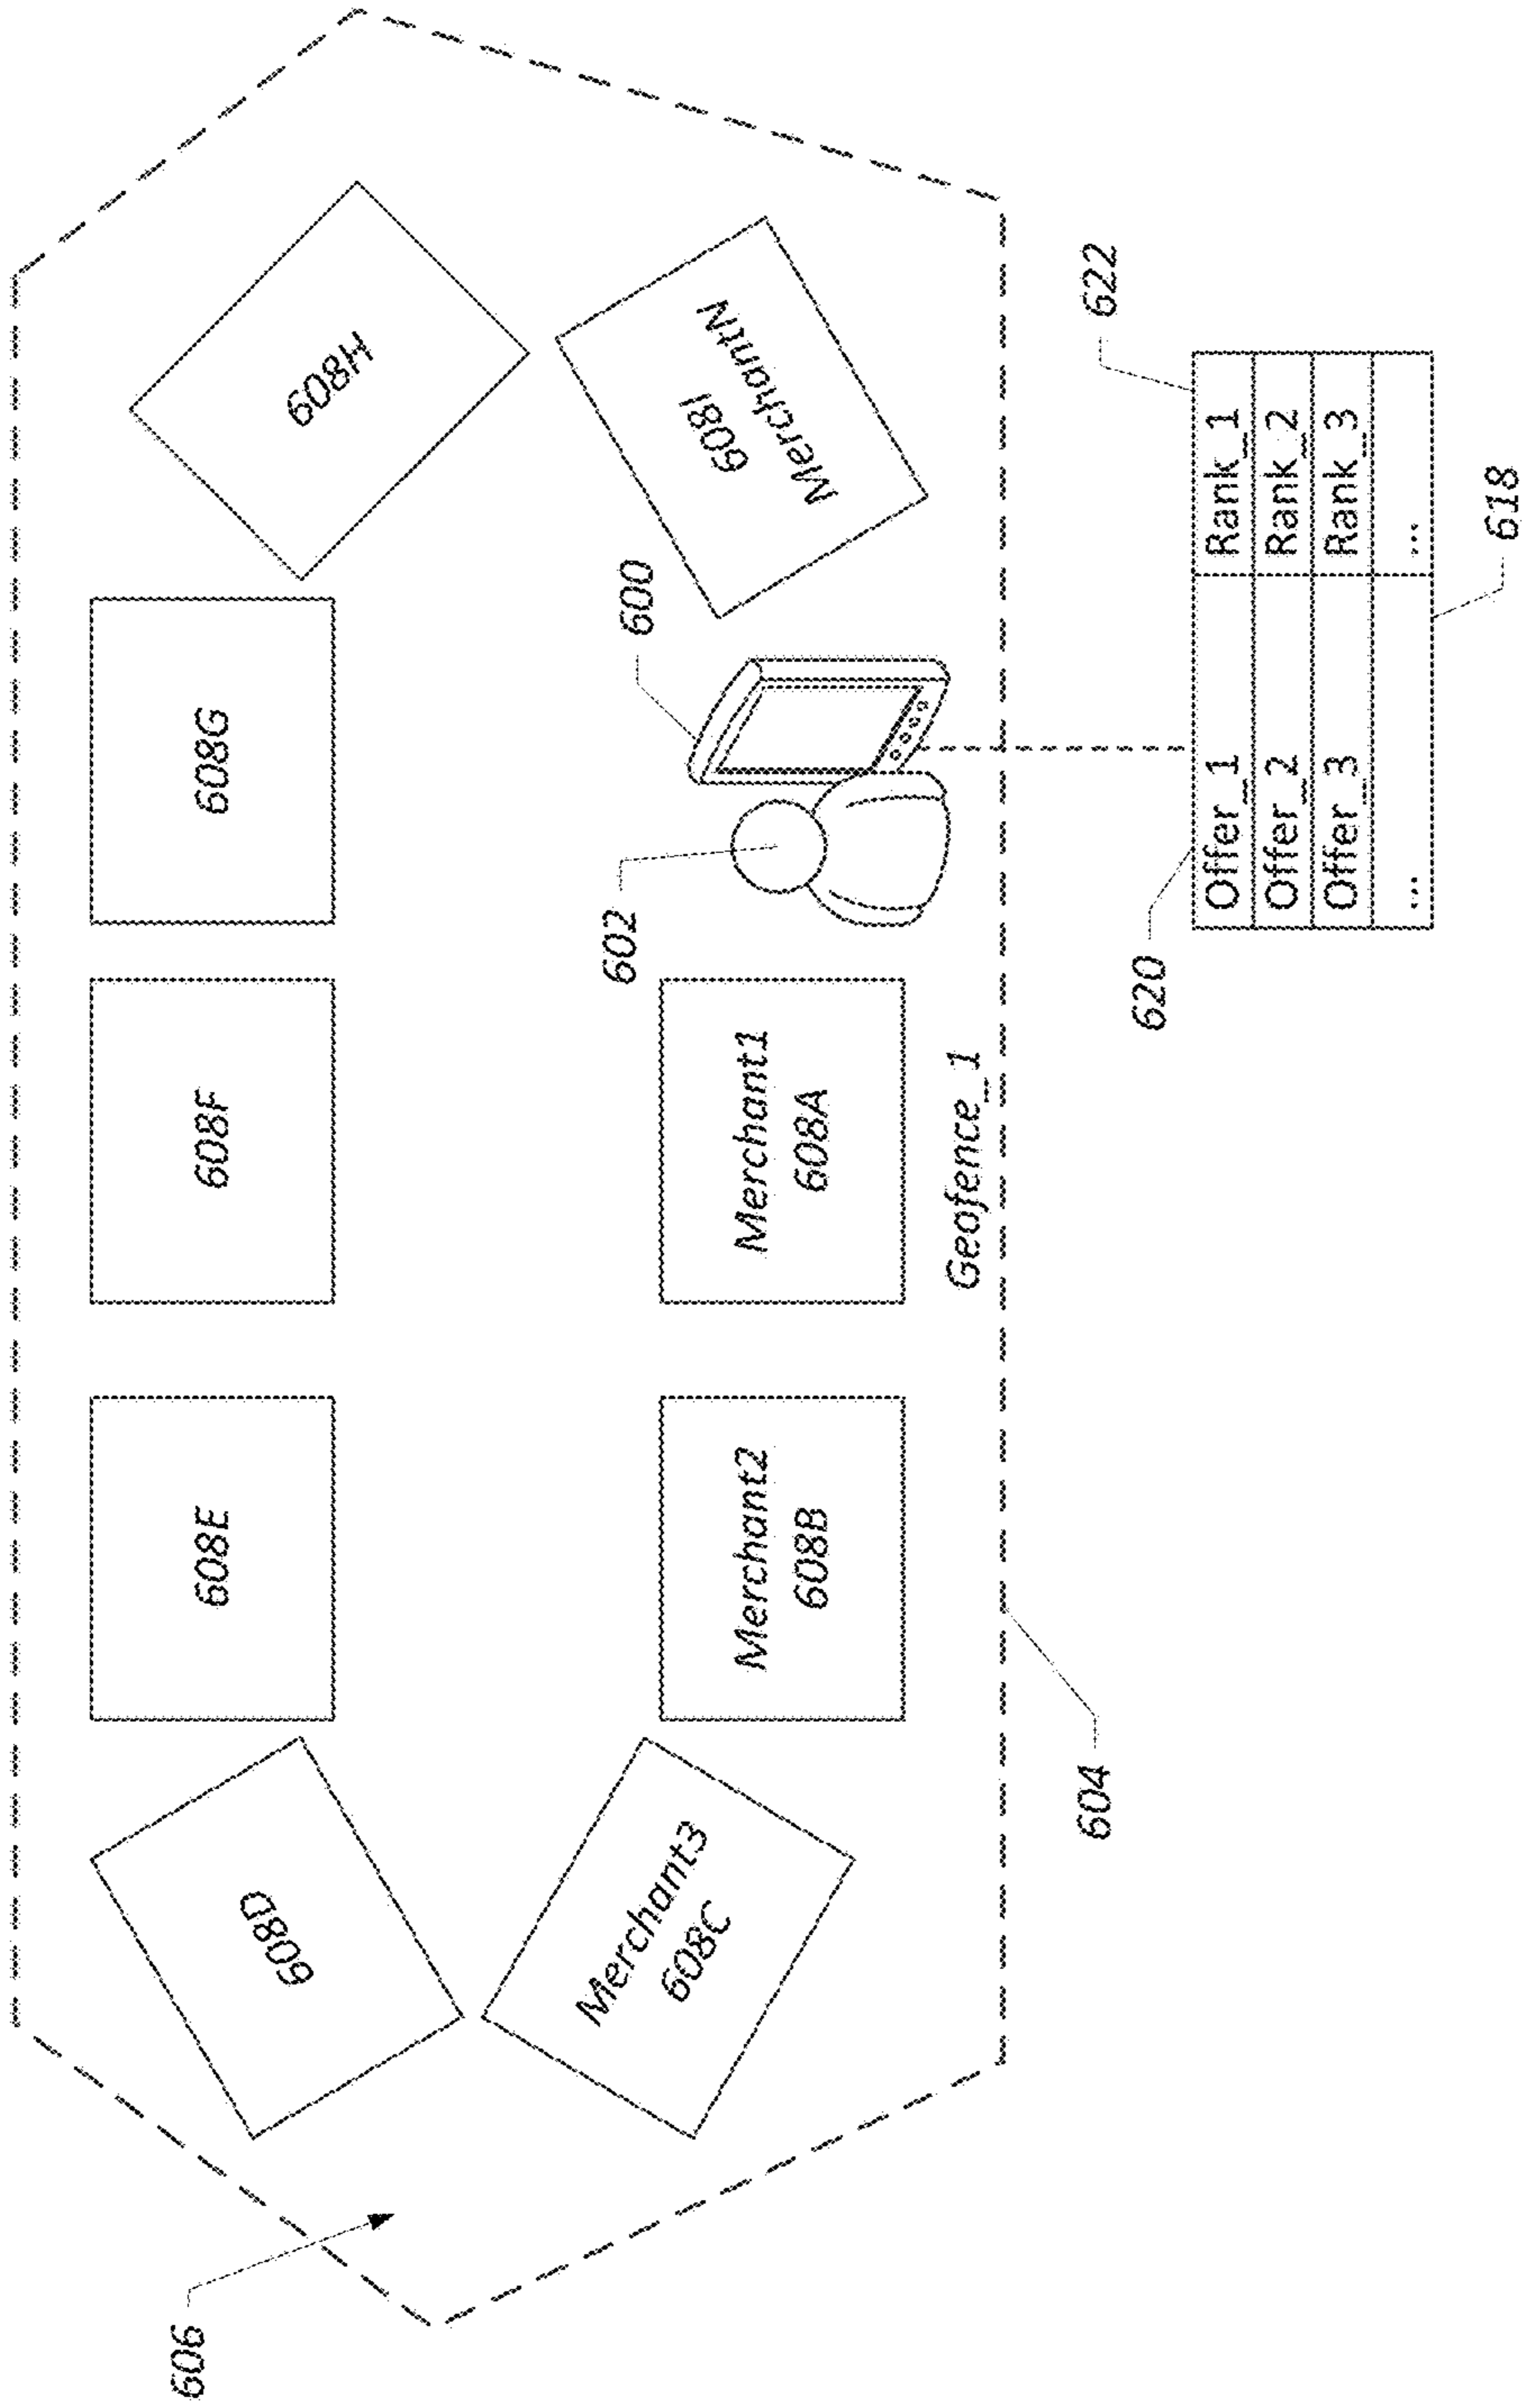 606
608D
608E
608F
608G
608H
Merchant3
608C
Merchant2
608B
Merchant1
608A
602
600
608I
MerchantN
Geofence_1
604
620
622
Offer_1 Rank_1
Offer_2 Rank_2
Offer_3 Rank_3
... ...
618